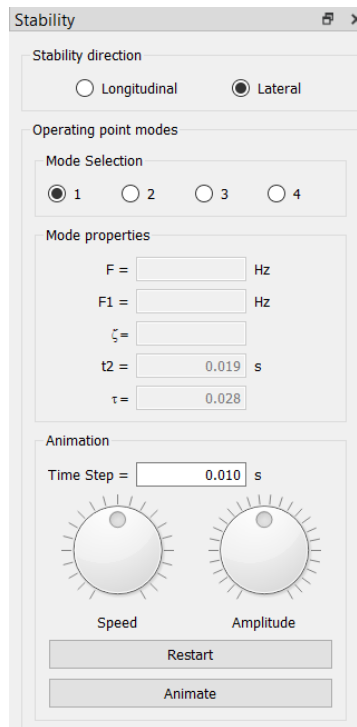 Stability
Stability direction
Longitudinal Lateral
Operating point modes
Mode Selection
1 2 3 4
Mode properties
F = Hz
F1 = Hz
ζ=
t2 = 0.019 s
τ = 0.028
Animation
Time Step = 0.010 s
Speed Amplitude
Restart
Animate